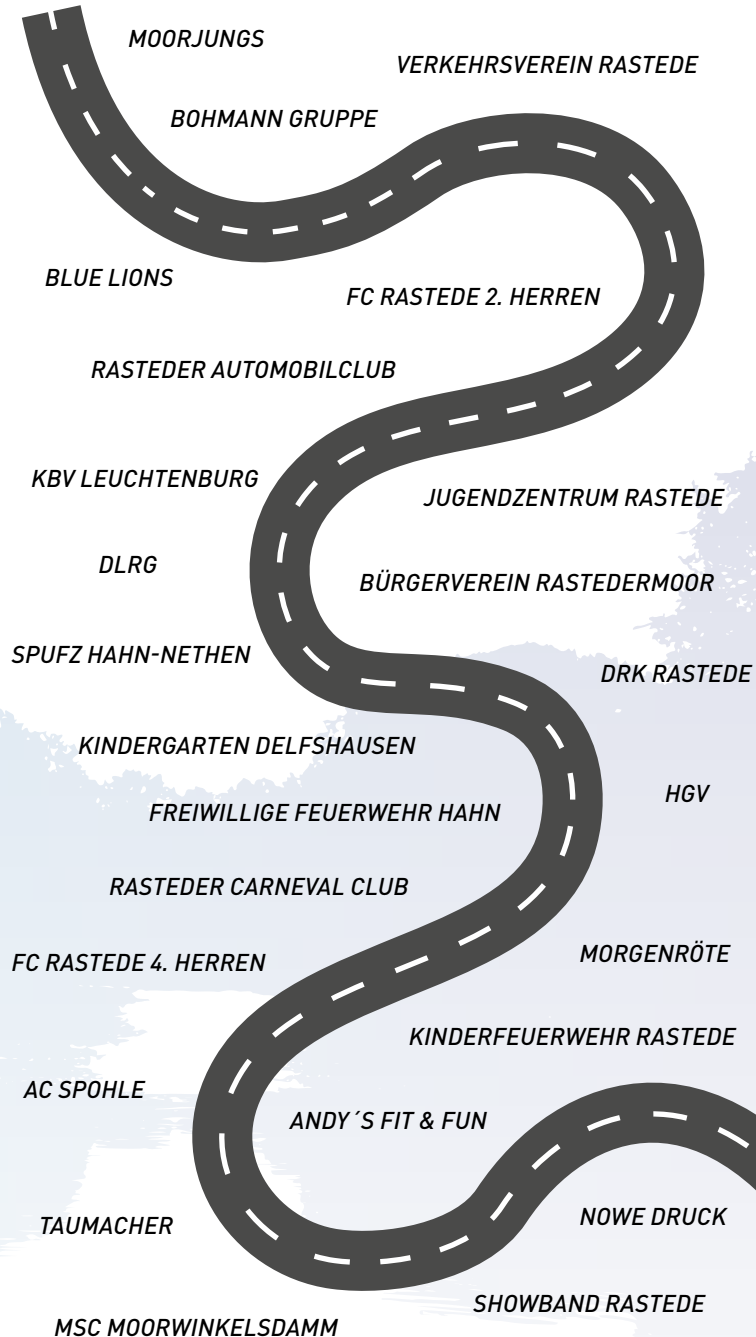 MOORJUNGS
VERKEHRSVEREIN RASTEDE
BOHMANN GRUPPE
BLUE LIONS
FC RASTEDE 2. HERREN
RASTEDER AUTOMOBILCLUB
KBV LEUCHTENBURG
JUGENDZENTRUM RASTEDE
DLRG
BÜRGERVEREIN RASTEDERMOOR
SPUFZ HAHN-NETHEN
DRK RASTEDE
KINDERGARTEN DELFSHAUSEN
HGV
FREIWILLIGE FEUERWEHR HAHN
RASTEDER CARNEVAL CLUB
MORGENRÖTE
FC RASTEDE 4. HERREN
KINDERFEUERWEHR RASTEDE
AC SPOHLE
ANDY´S FIT & FUN
NOWE DRUCK
TAUMACHER
SHOWBAND RASTEDE
MSC MOORWINKELSDAMM